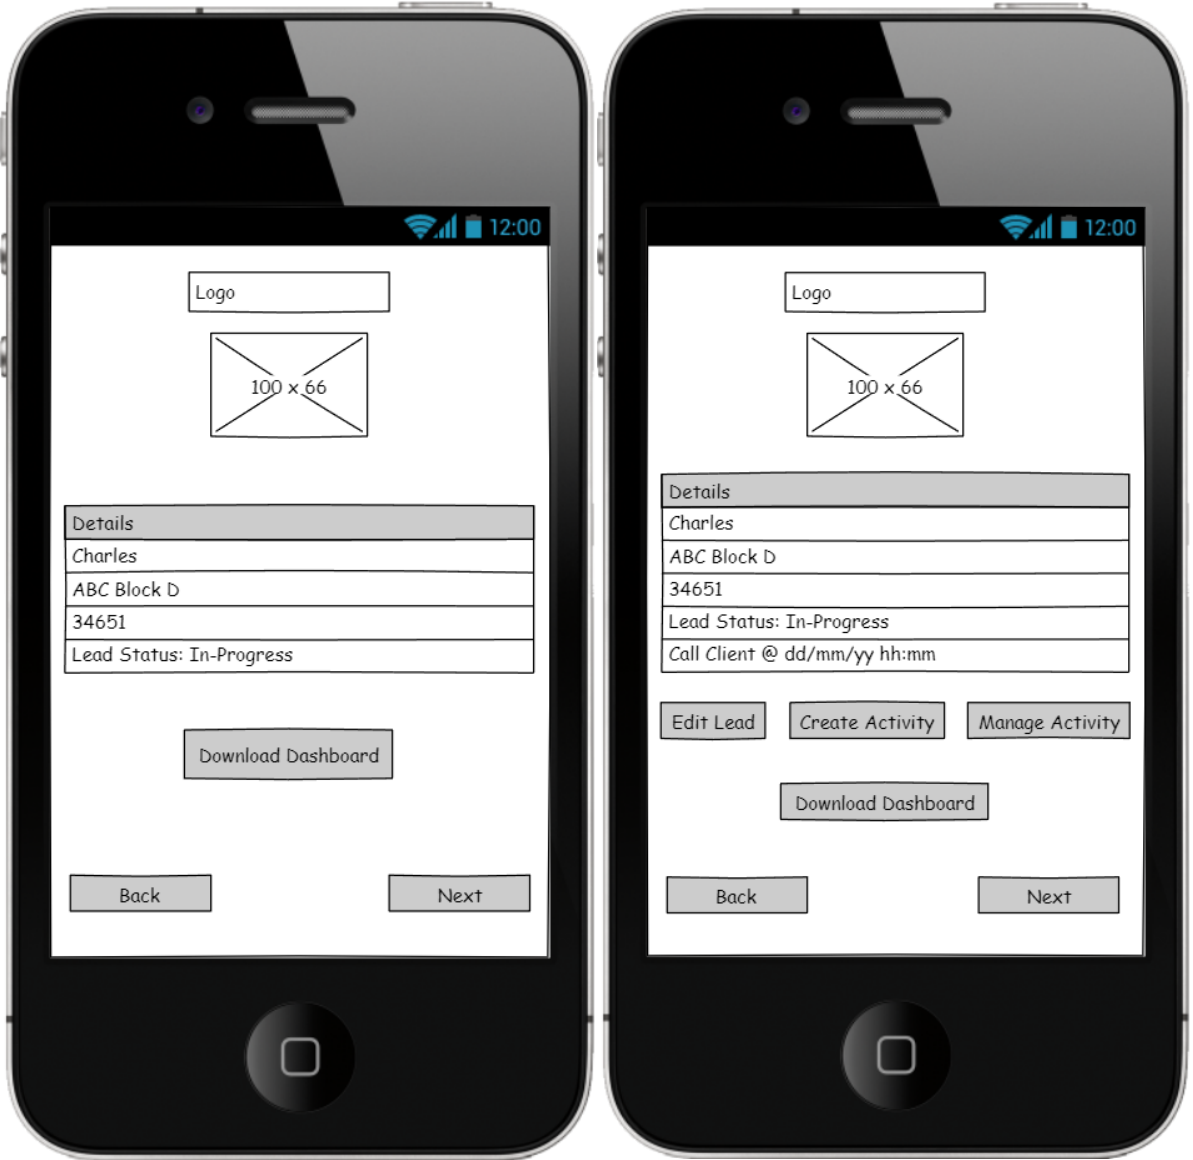 12:00
Logo
100 x 66
Details
Charles
ABC Block D
34651
Lead Status: In-Progress
Download Dashboard
Back
Next
12:00
Logo
100 x 66
Details
Charles
ABC Block D
34651
Lead Status: In-Progress
Call Client @ dd/mm/yy hh:mm
Edit Lead
Create Activity
Manage Activity
Download Dashboard
Back
Next